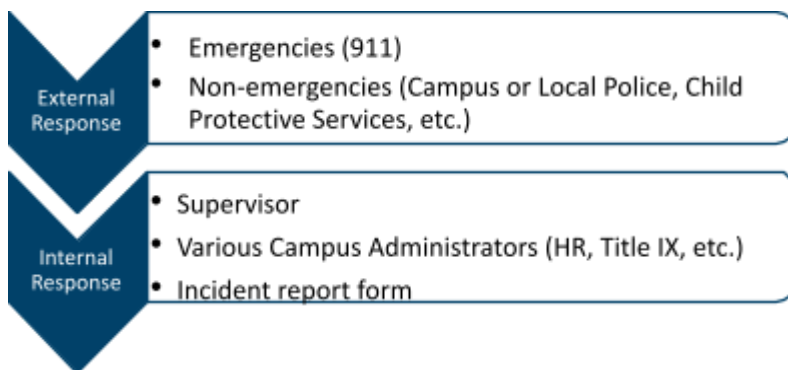 External
Response
• Emergencies (911)
• Non-emergencies (Campus or Local Police, Child
Protective Services, etc.)
Internal
Response
• Supervisor
• Various Campus Administrators (HR, Title IX, etc.)
• Incident report form